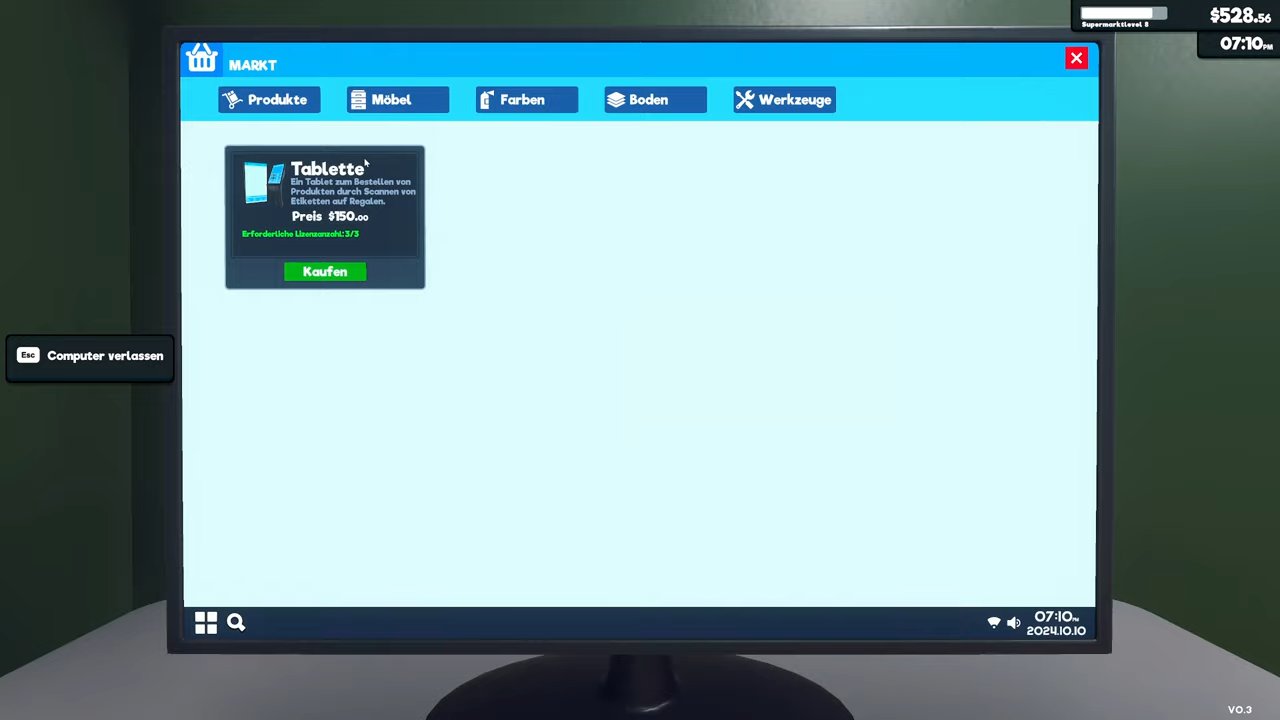 $528.56
Supermarktlevel 8
07:10PM
MARKT
Produkte
Möbel
Farben
Boden
Werkzeuge
Tablette
Ein Tablet zum Bestellen von
Produkten durch Scannen von
Etiketten auf Regalen.
Preis $150.00
Erforderliche Lizenzanzahl:3/3
Kaufen
Esc Computer verlassen
07:10PM
2024.10.10
V0.3